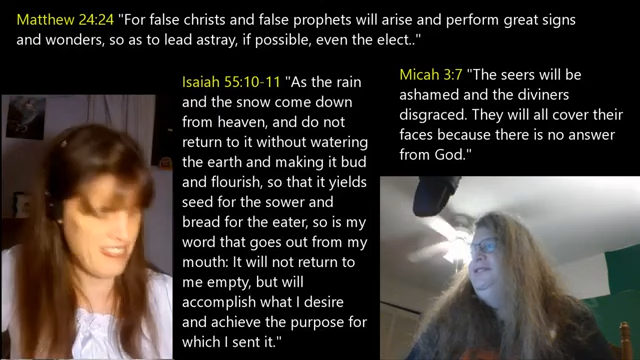 Matthew 24:24 "For false christs and false prophets will arise and perform great signs
and wonders, so as to lead astray, if possible, even the elect.."
Isaiah 55:10-11 "As the rain
and the snow come down
from heaven, and do not
return to it without watering
the earth and making it bud
and flourish, so that it yields
seed for the sower and
bread for the eater, so is my
word that goes out from my
mouth: It will not return to
me empty, but will
accomplish what I desire
and achieve the purpose for
which I sent it."
Micah 3:7 "The seers will be
ashamed and the diviners
disgraced. They will all cover their
faces because there is no answer
from God."